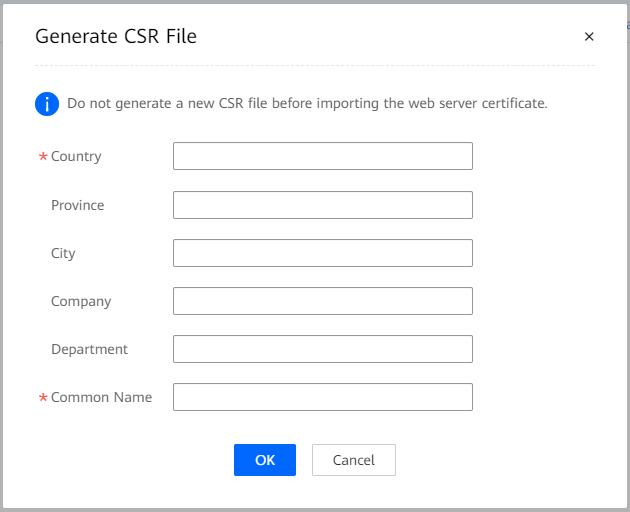 Generate CSR File ×
Do not generate a new CSR file before importing the web server certificate.
* Country
Province
City
Company
Department
* Common Name
OK Cancel